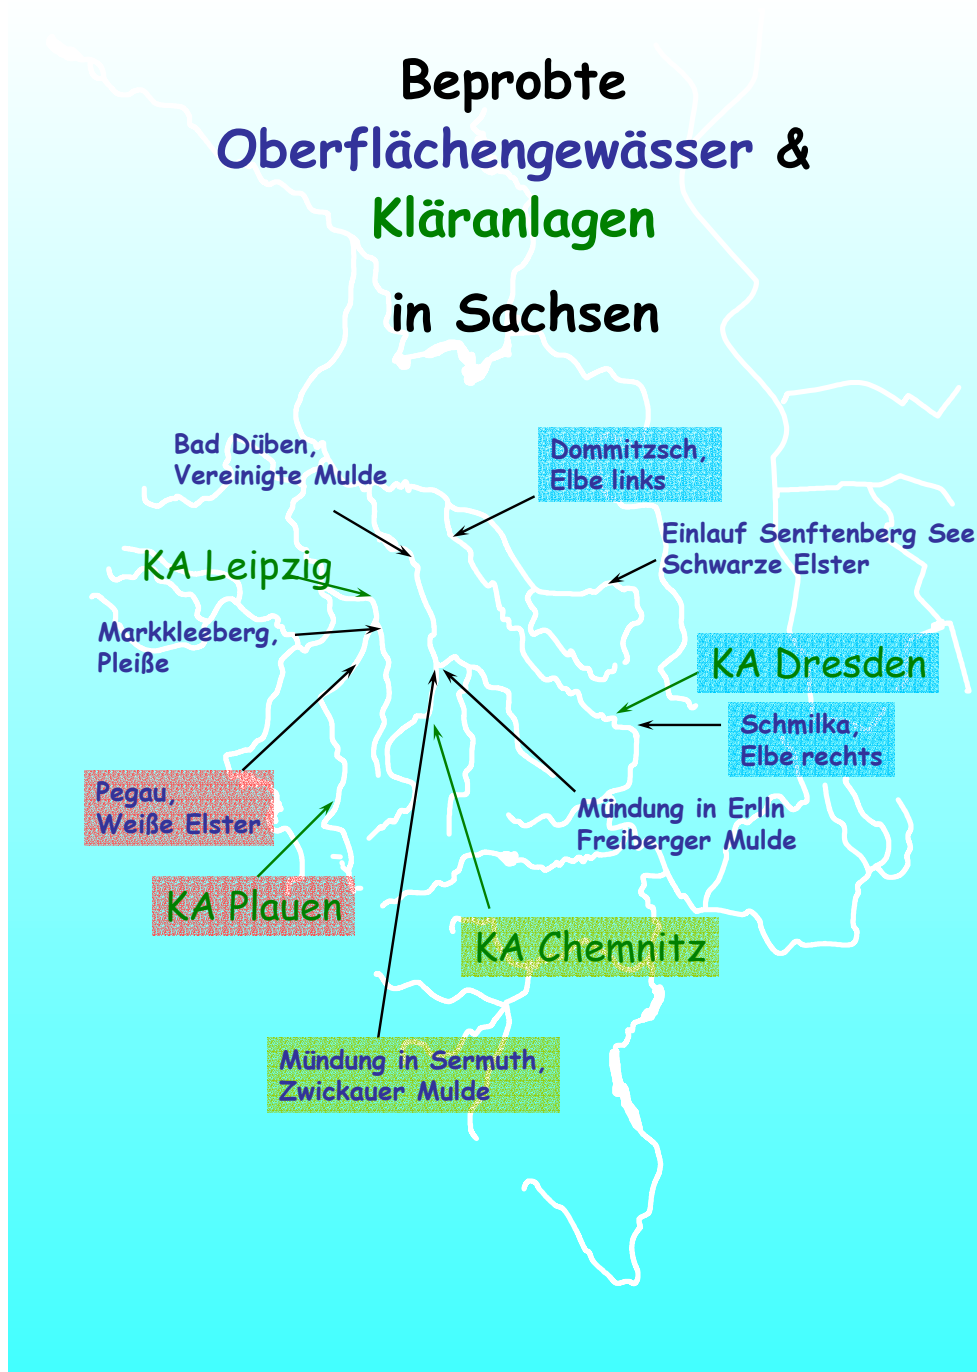 Beprobte
Oberflächengewässer &
Kläranlagen
in Sachsen
Bad Düben,
Vereinigte Mulde
Dommitzsch,
Elbe links
Einlauf Senftenberg See
Schwarze Elster
KA Leipzig
Markkleeberg,
Pleiße
KA Dresden
Schmilka,
Elbe rechts
Pegau,
Weiße Elster
Mündung in Erlln
Freiberger Mulde
KA Plauen
KA Chemnitz
Mündung in Sermuth,
Zwickauer Mulde